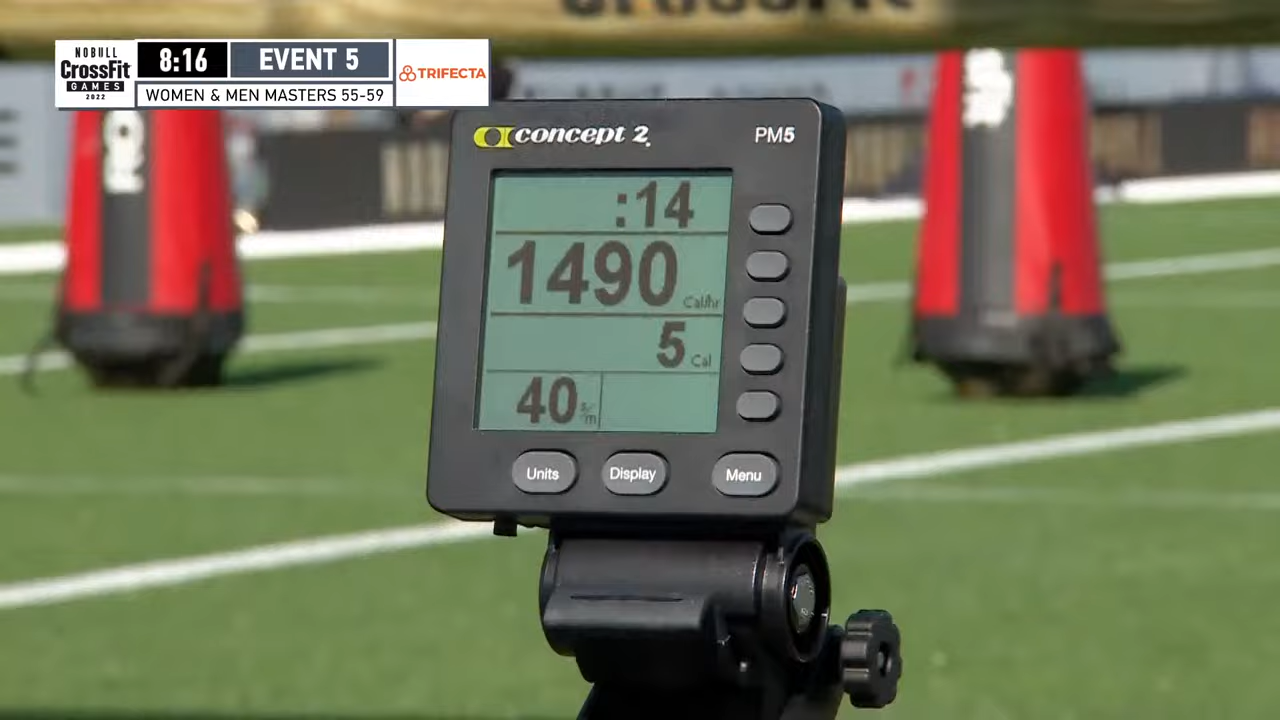 NOBULL
CrossFit
GAMES
2022
8:16
EVENT 5
WOMEN & MEN MASTERS 55-59
TRIFECTA
concept 2.
PM5
:14
1490 Cal/hr
5 Cal
40 s/m
Units
Display
Menu